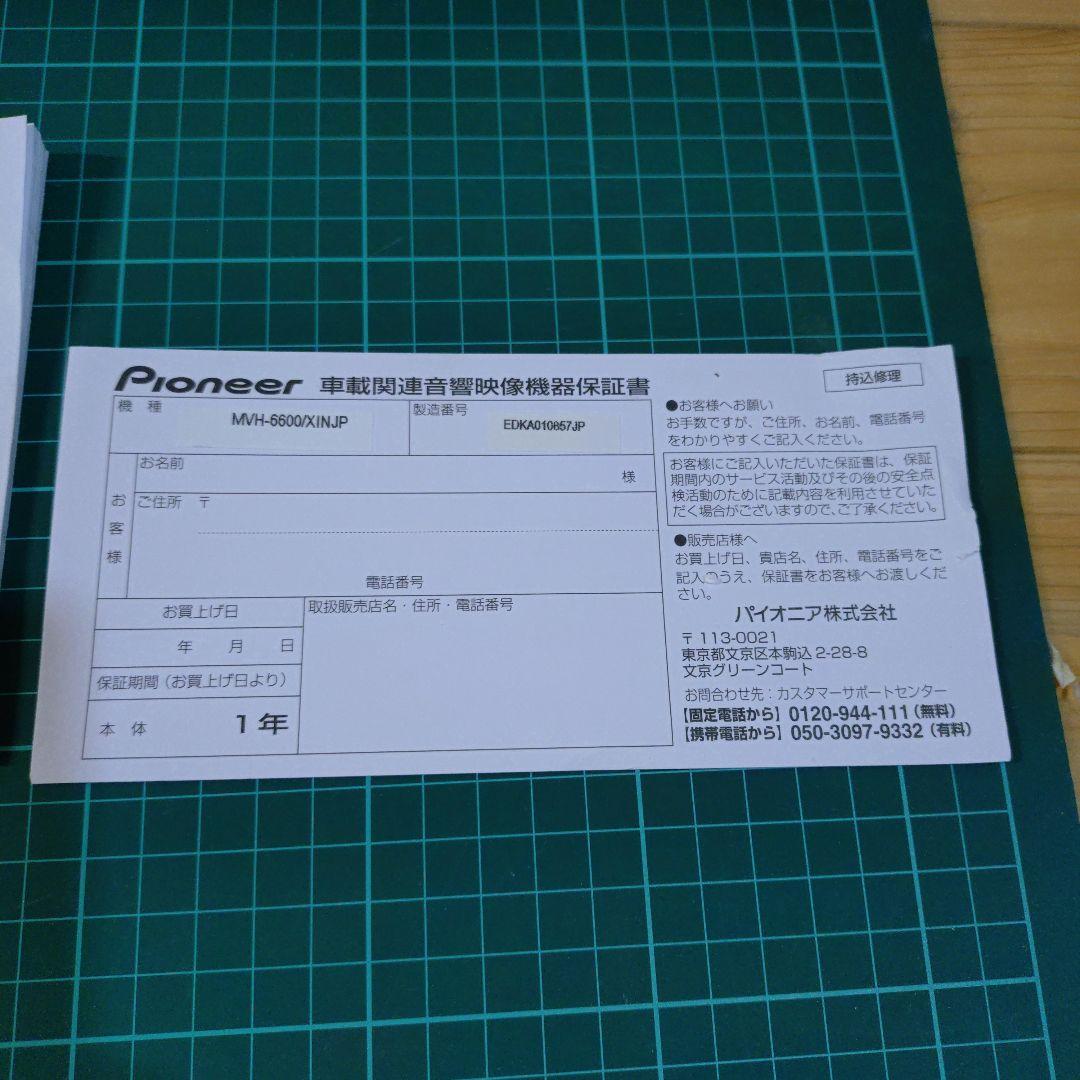 Pioneer 車載関連音響映像機器保証書
持込修理
機 種
MVH-6600/XINJP
製造番号
EDKA010857JP
お客様
お名前
様
ご住所 〒
電話番号
お買上げ日
年 月 日
保証期間(お買上げ日より)
本 体 1年
取扱販売店名・住所・電話番号
●お客様へお願い
お手数ですが、ご住所、お名前、電話番号
をわかりやすくご記入ください。
お客様にご記入いただいた保証書は、保証
期間内のサービス活動及びその後の安全点
検活動のために記載内容を利用させていた
だく場合がございますので、ご了承ください。
●販売店様へ
お買上げ日、貴店名、住所、電話番号をご
記入のうえ、保証書をお客様へお渡しくだ
さい。
パイオニア株式会社
〒113-0021
東京都文京区本駒込2-28-8
文京グリーンコート
お問合わせ先：カスタマーサポートセンター
【固定電話から】0120-944-111(無料)
【携帯電話から】050-3097-9332(有料)